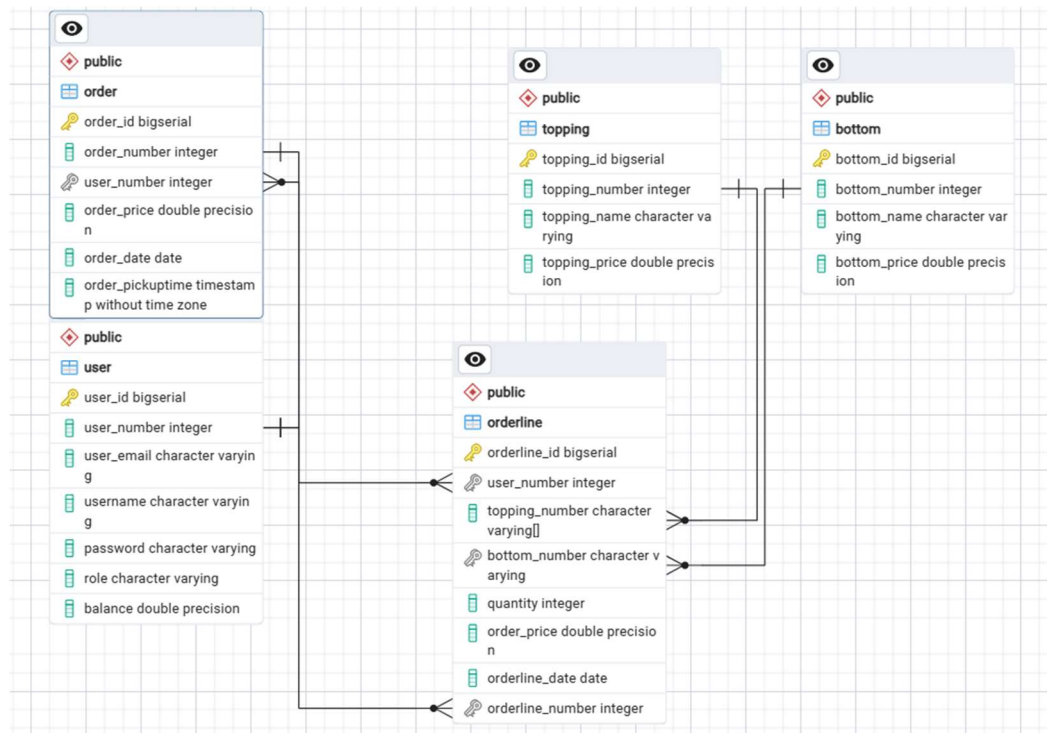 public
order
order_id bigserial
order_number integer
user_number integer
order_price double precisio
n
order_date date
order_pickuptime timestam
p without time zone
public
user
user_id bigserial
user_number integer
user_email character varyin
g
username character varyin
g
password character varying
role character varying
balance double precision
public
topping
topping_id bigserial
topping_number integer
topping_name character va
rying
topping_price double precis
ion
public
bottom
bottom_id bigserial
bottom_number integer
bottom_name character var
ying
bottom_price double precis
ion
public
orderline
orderline_id bigserial
user_number integer
topping_number character
varying[]
bottom_number character v
arying
quantity integer
order_price double precisio
n
orderline_date date
orderline_number integer